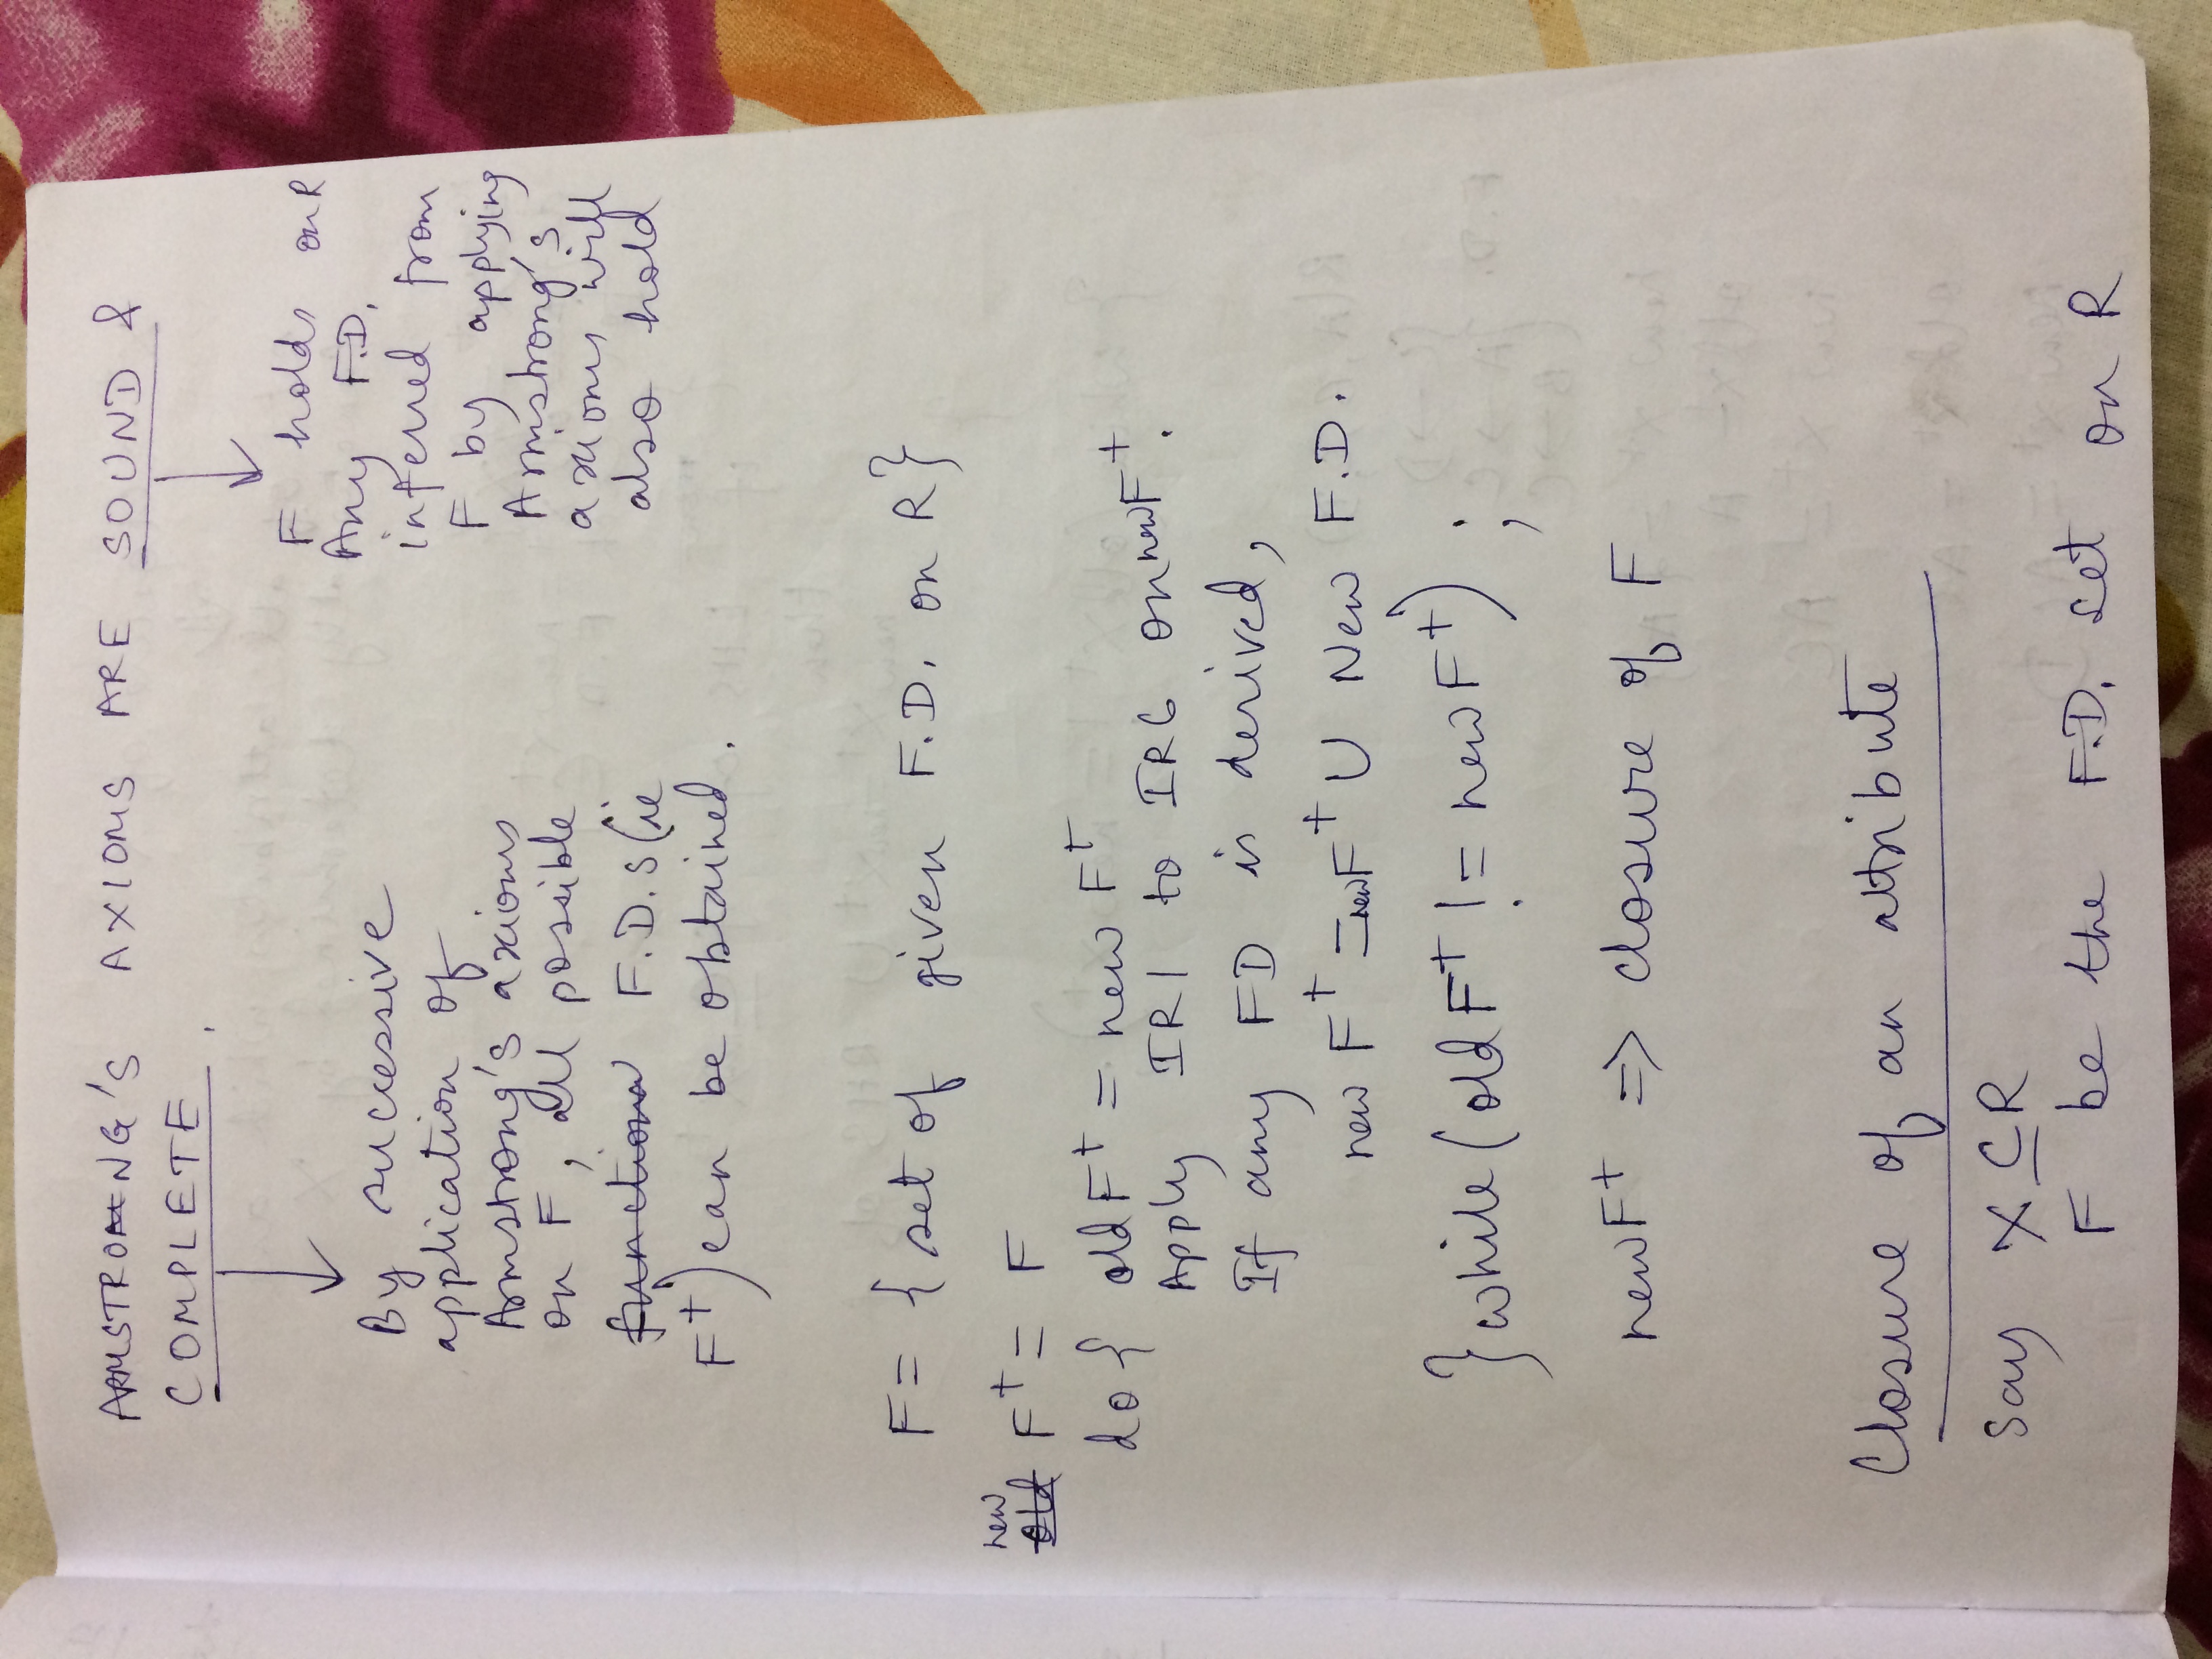 ARMSTRONG'S AXIOMS ARE SOUND &
COMPLETE.
By successive
application of
Armstrong's axioms
on F, all possible
function F.D.s (ie
F⁺) can be obtained.
F holds on R
Any F.D.
inferred from
F by applying
Armstrong's
axioms will
also hold
F = { set of given F.D. on R}
new
old F⁺ = F
do { old F⁺ = new F⁺
Apply IR1 to IR6 on new F⁺.
If any FD is derived,
new F⁺ = new F⁺ ∪ New F.D.
} while (old F⁺ != new F⁺) ;
new F⁺ => closure of F
Closure of an attribute
Say X ⊆ R
F be the F.D. set on R